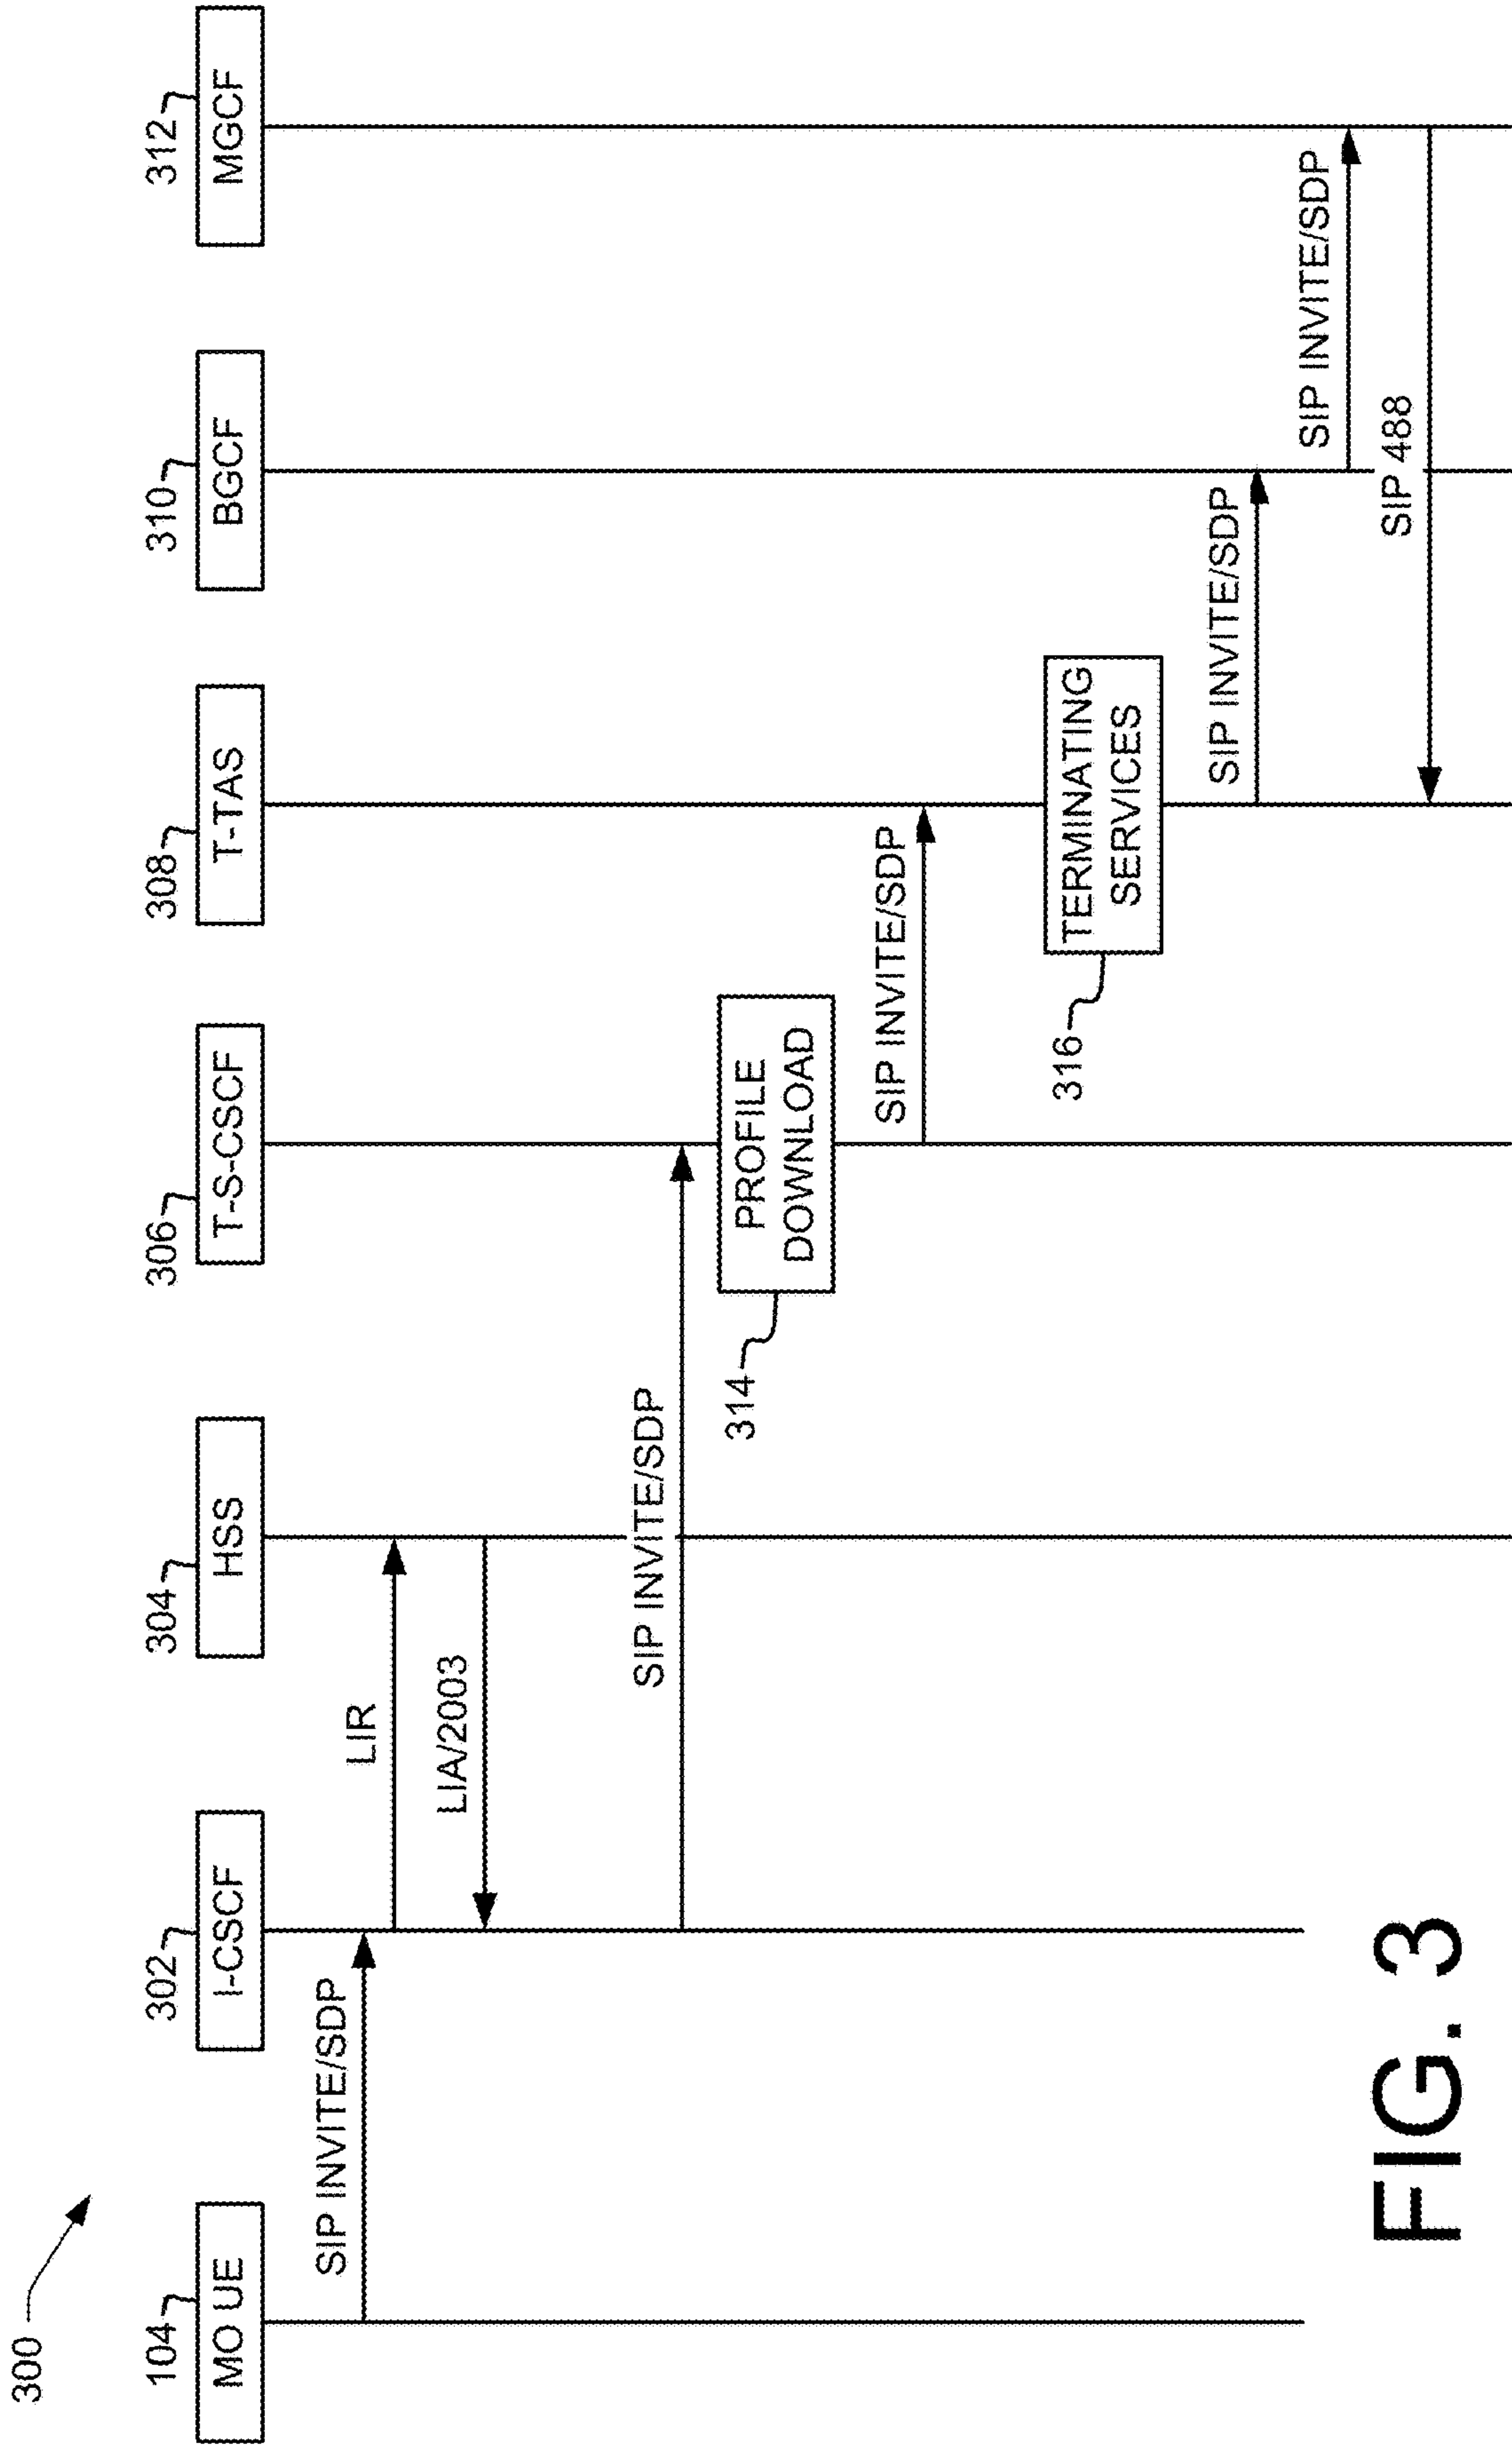 300
104
302
304
306
308
310
312
MO UE
I-CSCF
HSS
T-S-CSCF
T-TAS
BGCF
MGCF
SIP INVITE/SDP
LIR
LIA/2003
SIP INVITE/SDP
314
PROFILE
DOWNLOAD
SIP INVITE/SDP
316
TERMINATING
SERVICES
SIP INVITE/SDP
SIP INVITE/SDP
SIP 488
FIG. 3